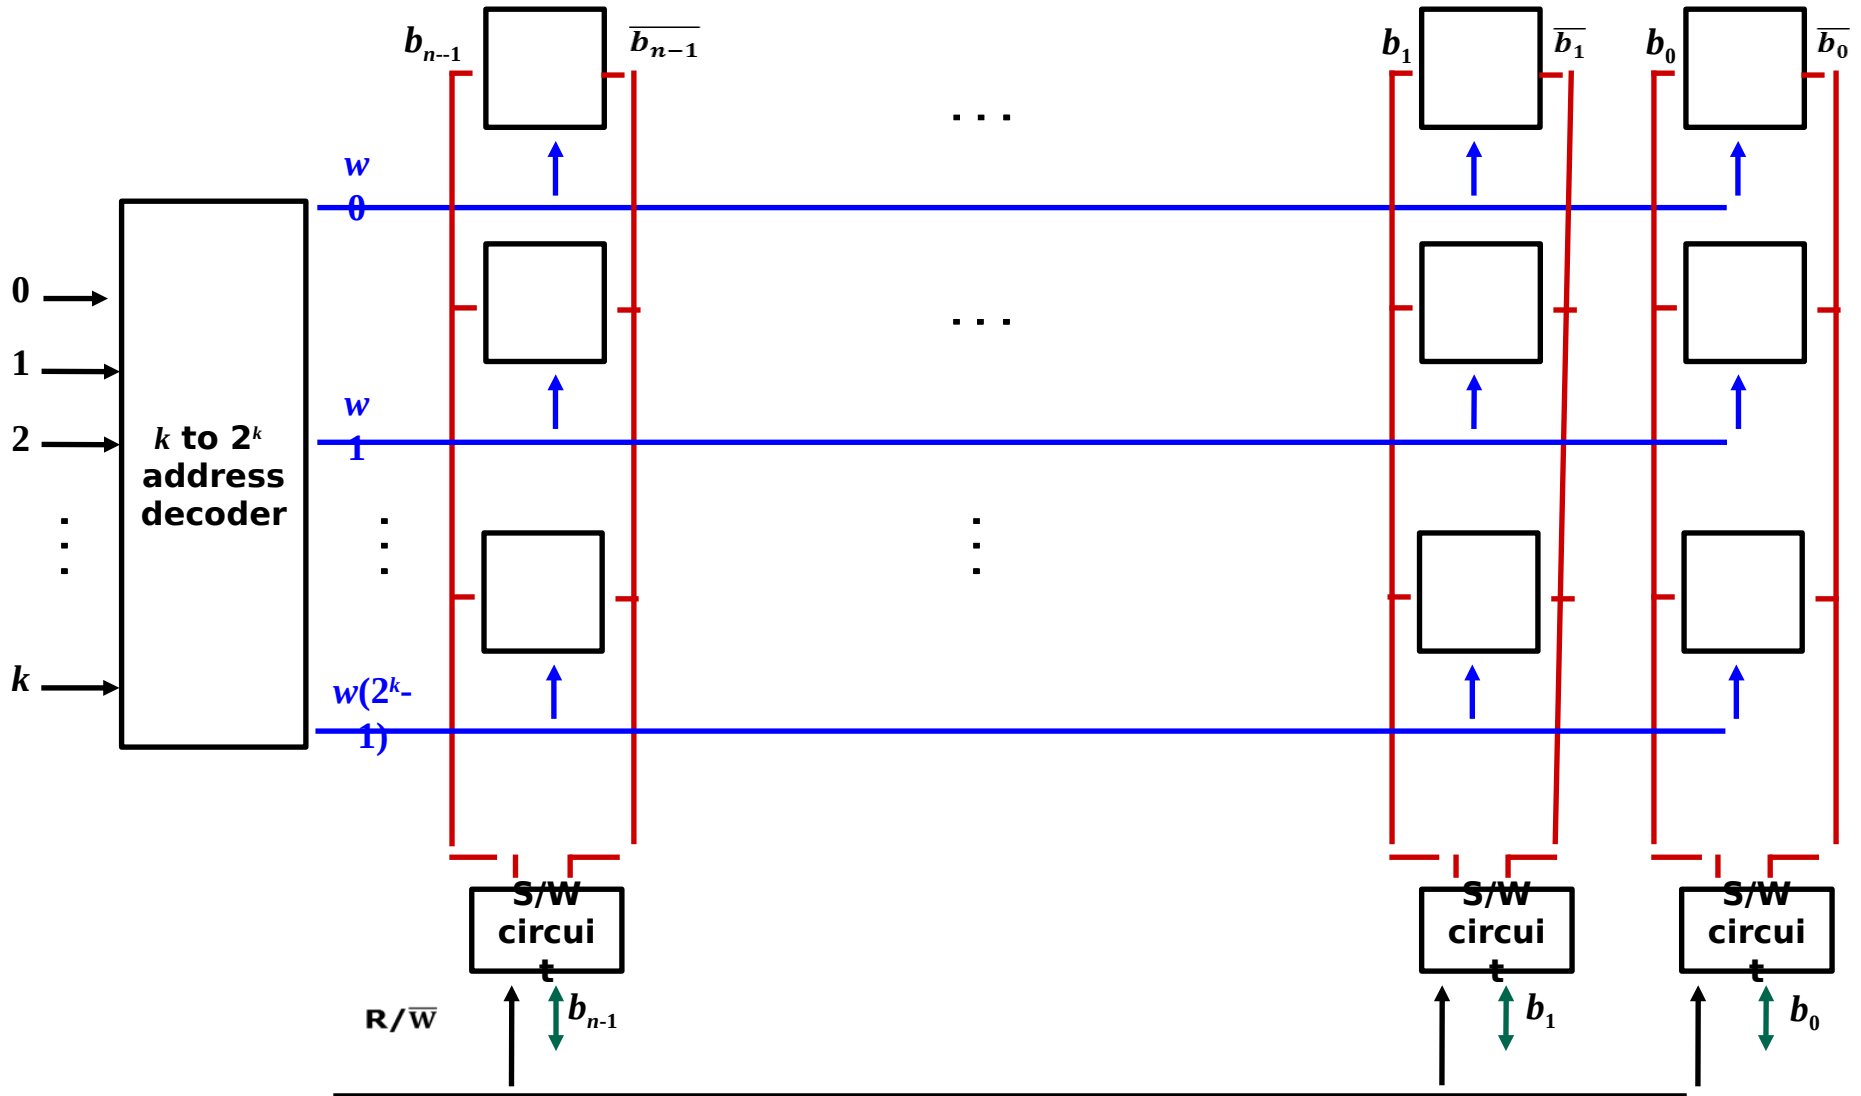 b_{n--1} \overline{b_{n-1}} b_1 \overline{b_1} b_0 \overline{b_0}
. . .
w
0
0
. . .
1
w
1
2
k to 2^k
address
decoder
k
w(2^k-
1)
S/W
circui
t
S/W
circui
t
S/W
circui
t
R/\overline{W} b_{n-1} b_1 b_0